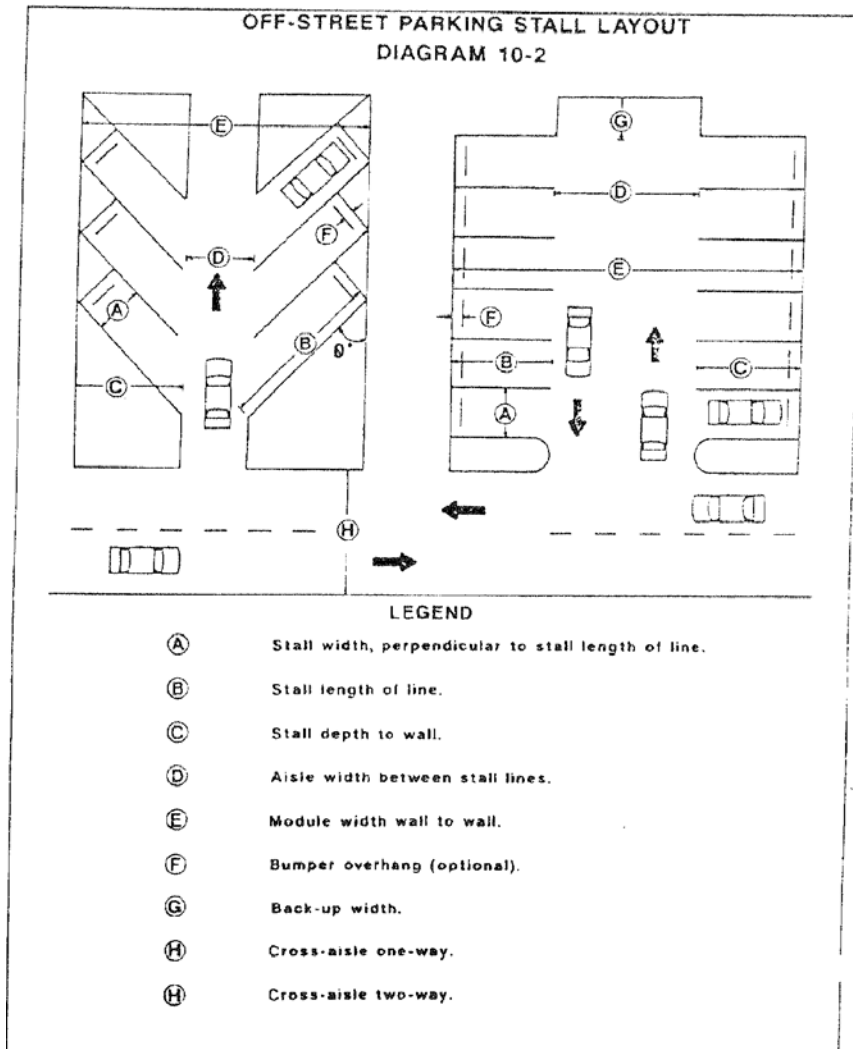 OFF-STREET PARKING STALL LAYOUT
DIAGRAM 10-2
E
G
D
F
D
E
A
F
B
0°
B
C
C
A
H
LEGEND
A Stall width, perpendicular to stall length of line.
B Stall length of line.
C Stall depth to wall.
D Aisle width between stall lines.
E Module width wall to wall.
F Bumper overhang (optional).
G Back-up width.
H Cross-aisle one-way.
H Cross-aisle two-way.